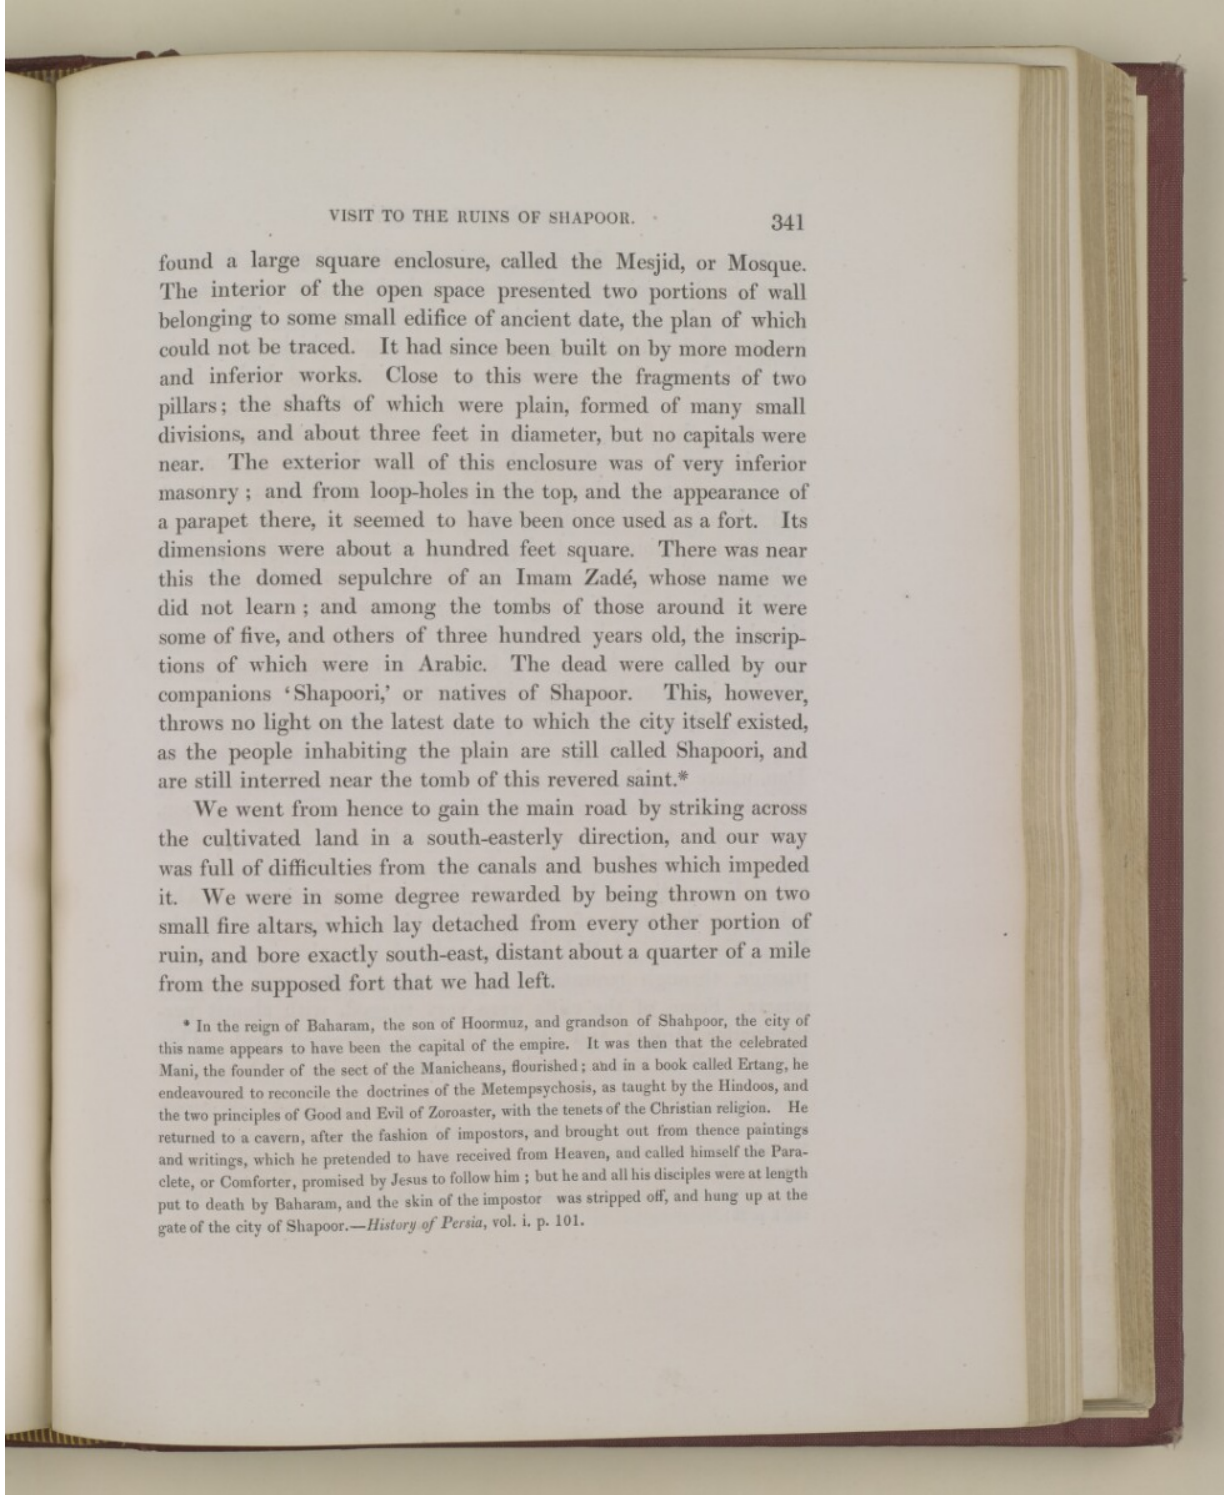 VISIT TO THE RUINS OF SHAPOOR. 341
found a large square enclosure, called the Mesjid, or Mosque.
The interior of the open space presented two portions of wall
belonging to some small edifice of ancient date, the plan of which
could not be traced. It had since been built on by more modern
and inferior works. Close to this were the fragments of two
pillars; the shafts of which were plain, formed of many small
divisions, and about three feet in diameter, but no capitals were
near. The exterior wall of this enclosure was of very inferior
masonry; and from loop-holes in the top, and the appearance of
a parapet there, it seemed to have been once used as a fort. Its
dimensions were about a hundred feet square. There was near
this the domed sepulchre of an Imam Zadé, whose name we
did not learn; and among the tombs of those around it were
some of five, and others of three hundred years old, the inscrip-
tions of which were in Arabic. The dead were called by our
companions ‘Shapoori,’ or natives of Shapoor. This, however,
throws no light on the latest date to which the city itself existed,
as the people inhabiting the plain are still called Shapoori, and
are still interred near the tomb of this revered saint.*
We went from hence to gain the main road by striking across
the cultivated land in a south-easterly direction, and our way
was full of difficulties from the canals and bushes which impeded
it. We were in some degree rewarded by being thrown on two
small fire altars, which lay detached from every other portion of
ruin, and bore exactly south-east, distant about a quarter of a mile
from the supposed fort that we had left.
* In the reign of Baharam, the son of Hoormuz, and grandson of Shahpoor, the city of
this name appears to have been the capital of the empire. It was then that the celebrated
Mani, the founder of the sect of the Manicheans, flourished; and in a book called Ertang, he
endeavoured to reconcile the doctrines of the Metempsychosis, as taught by the Hindoos, and
the two principles of Good and Evil of Zoroaster, with the tenets of the Christian religion. He
returned to a cavern, after the fashion of impostors, and brought out from thence paintings
and writings, which he pretended to have received from Heaven, and called himself the Para-
clete, or Comforter, promised by Jesus to follow him; but he and all his disciples were at length
put to death by Baharam, and the skin of the impostor was stripped off, and hung up at the
gate of the city of Shapoor.—History of Persia, vol. i. p. 101.